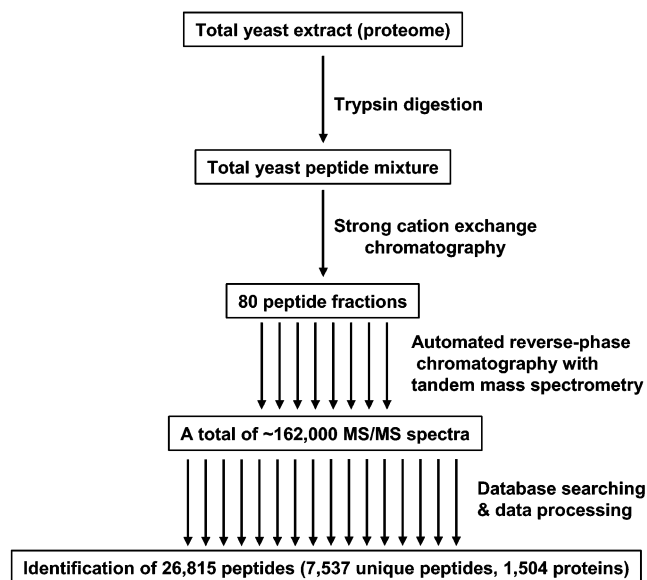 Total yeast extract (proteome)
Trypsin digestion
Total yeast peptide mixture
Strong cation exchange
chromatography
80 peptide fractions
Automated reverse-phase
chromatography with
tandem mass spectrometry
A total of ~162,000 MS/MS spectra
Database searching
& data processing
Identification of 26,815 peptides (7,537 unique peptides, 1,504 proteins)